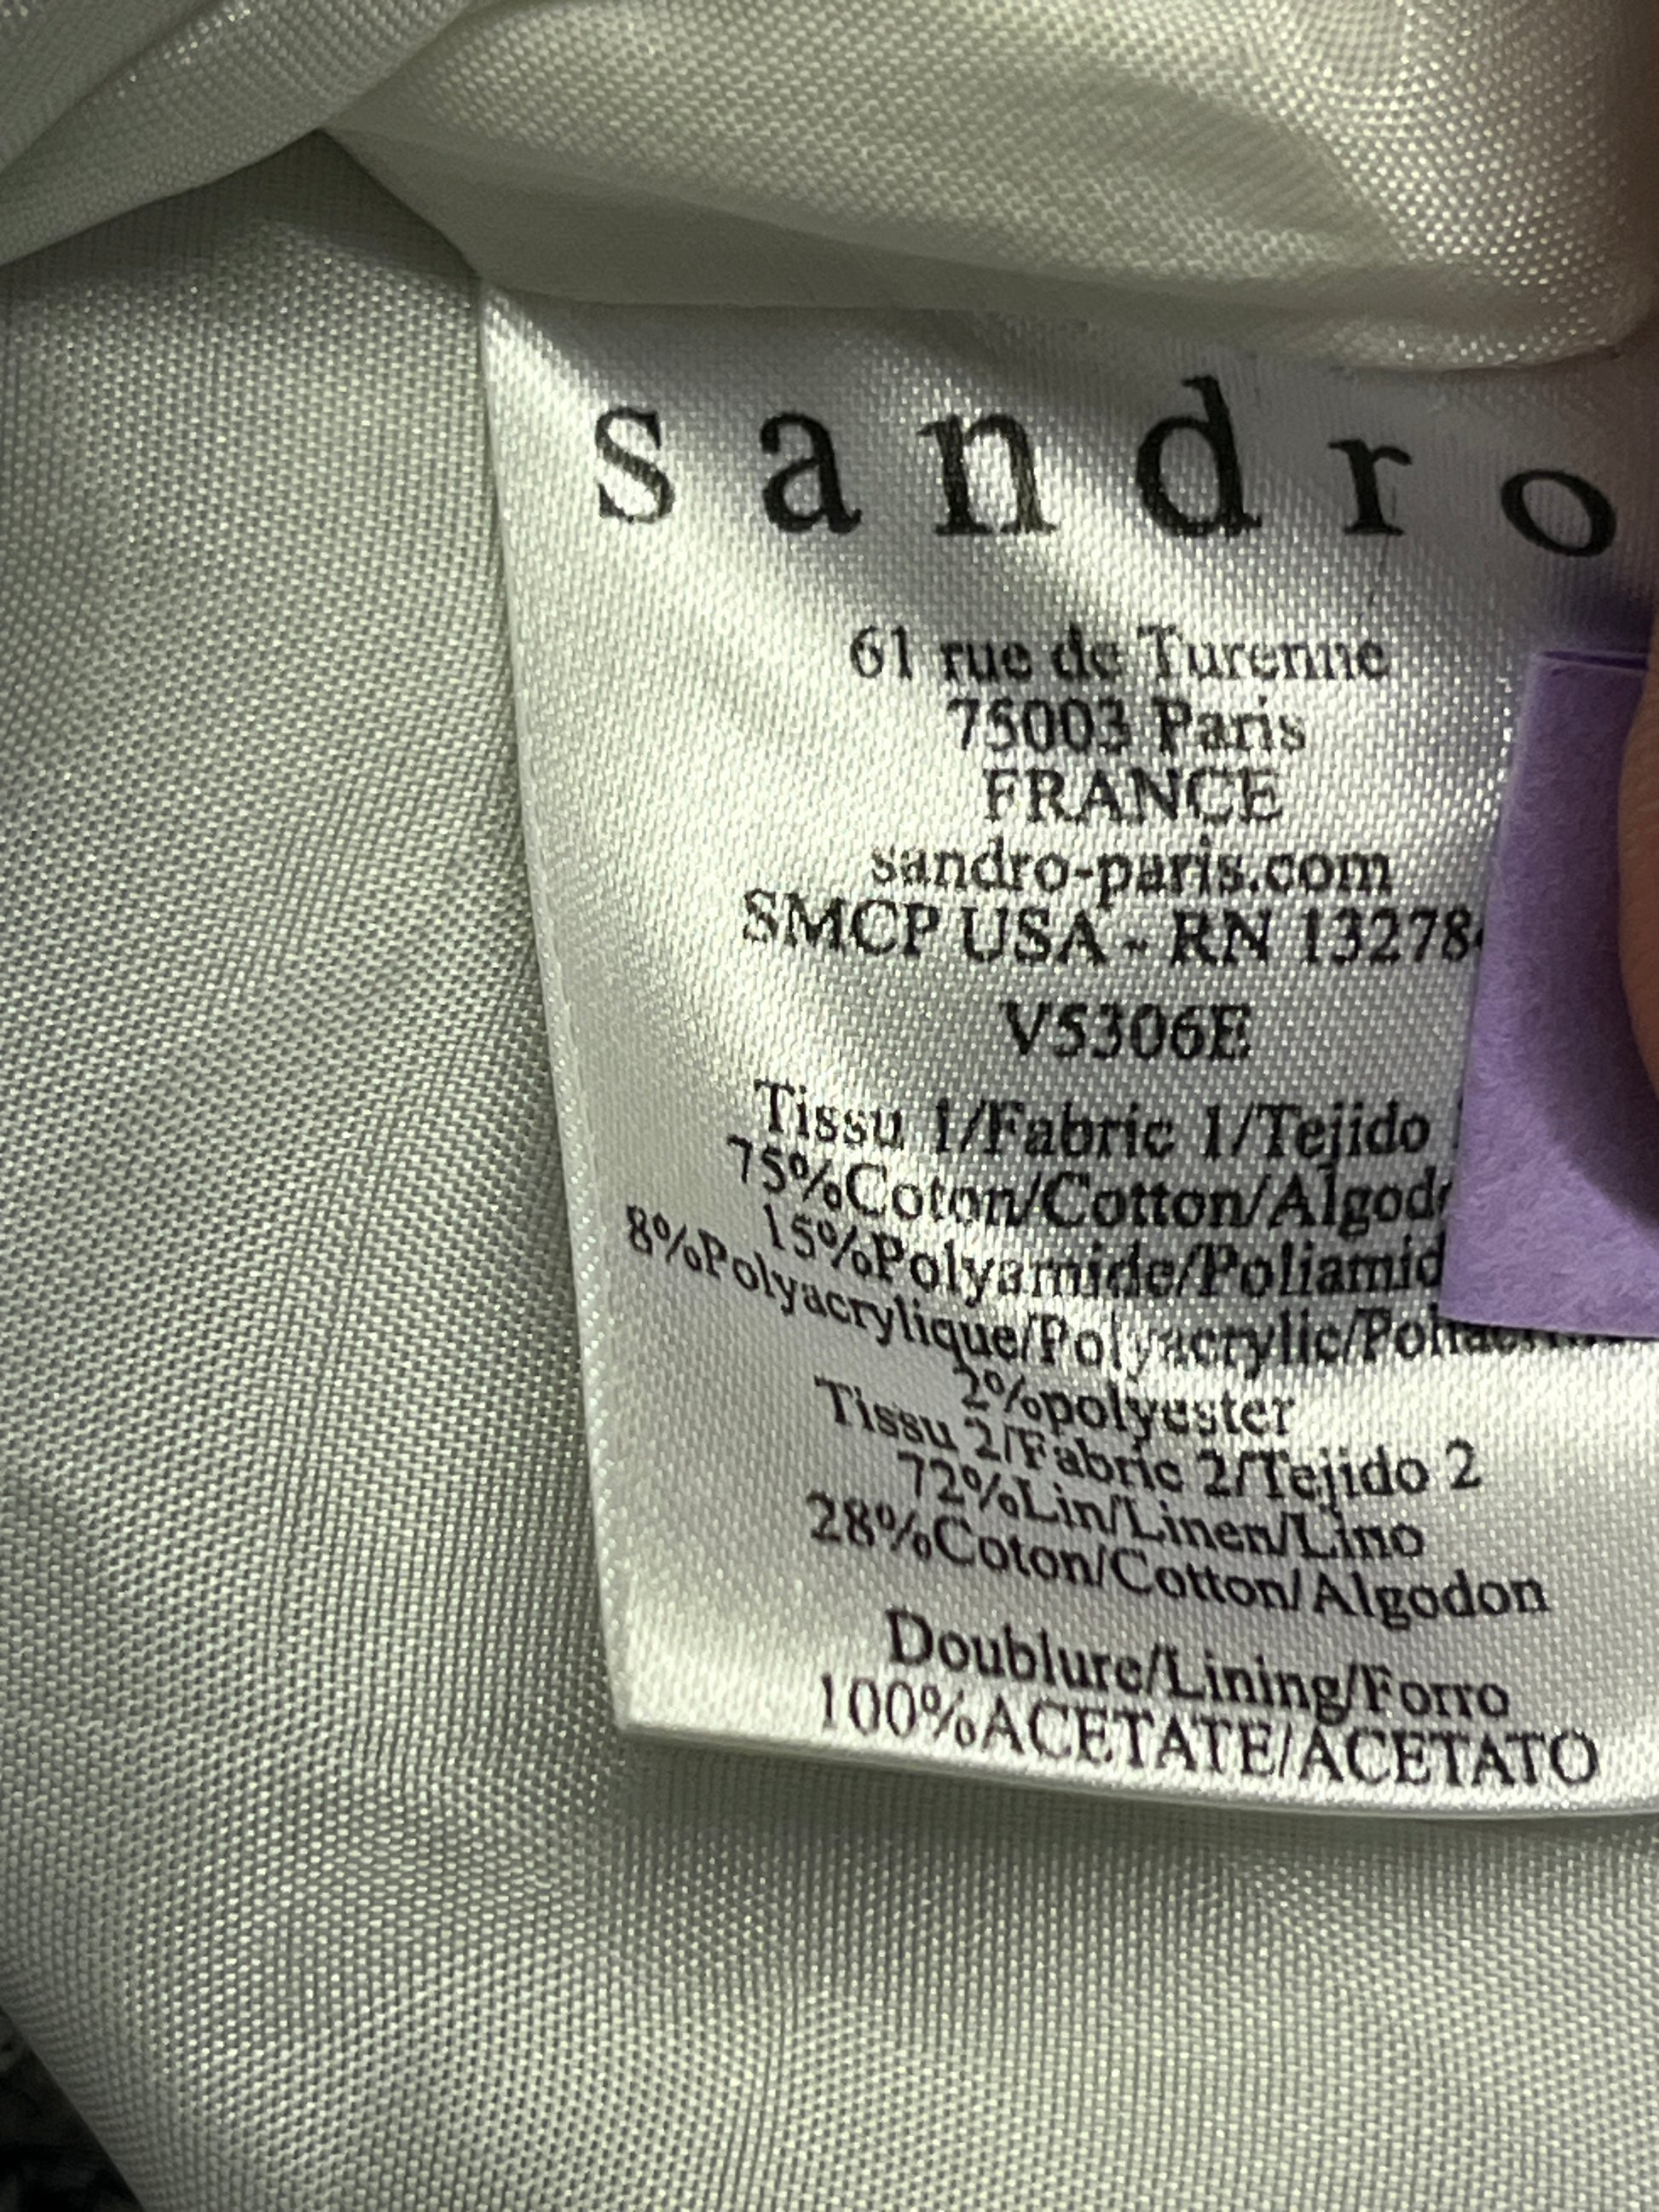 sandro
61 rue de Turenne
75003 Paris
FRANCE
sandro-paris.com
SMCP USA - RN 13278
V5306E
Tissu 1/Fabric 1/Tejido
75%Coton/Cotton/Algod
15%Polyamide/Poliamid
8%Polyacrylique/Polyacrylic/
2%polyester
Tissu 2/Fabric 2/Tejido 2
72%Lin/Linen/Lino
28%Coton/Cotton/Algodon
Doublure/Lining/Forro
100%ACETATE/ACETATO